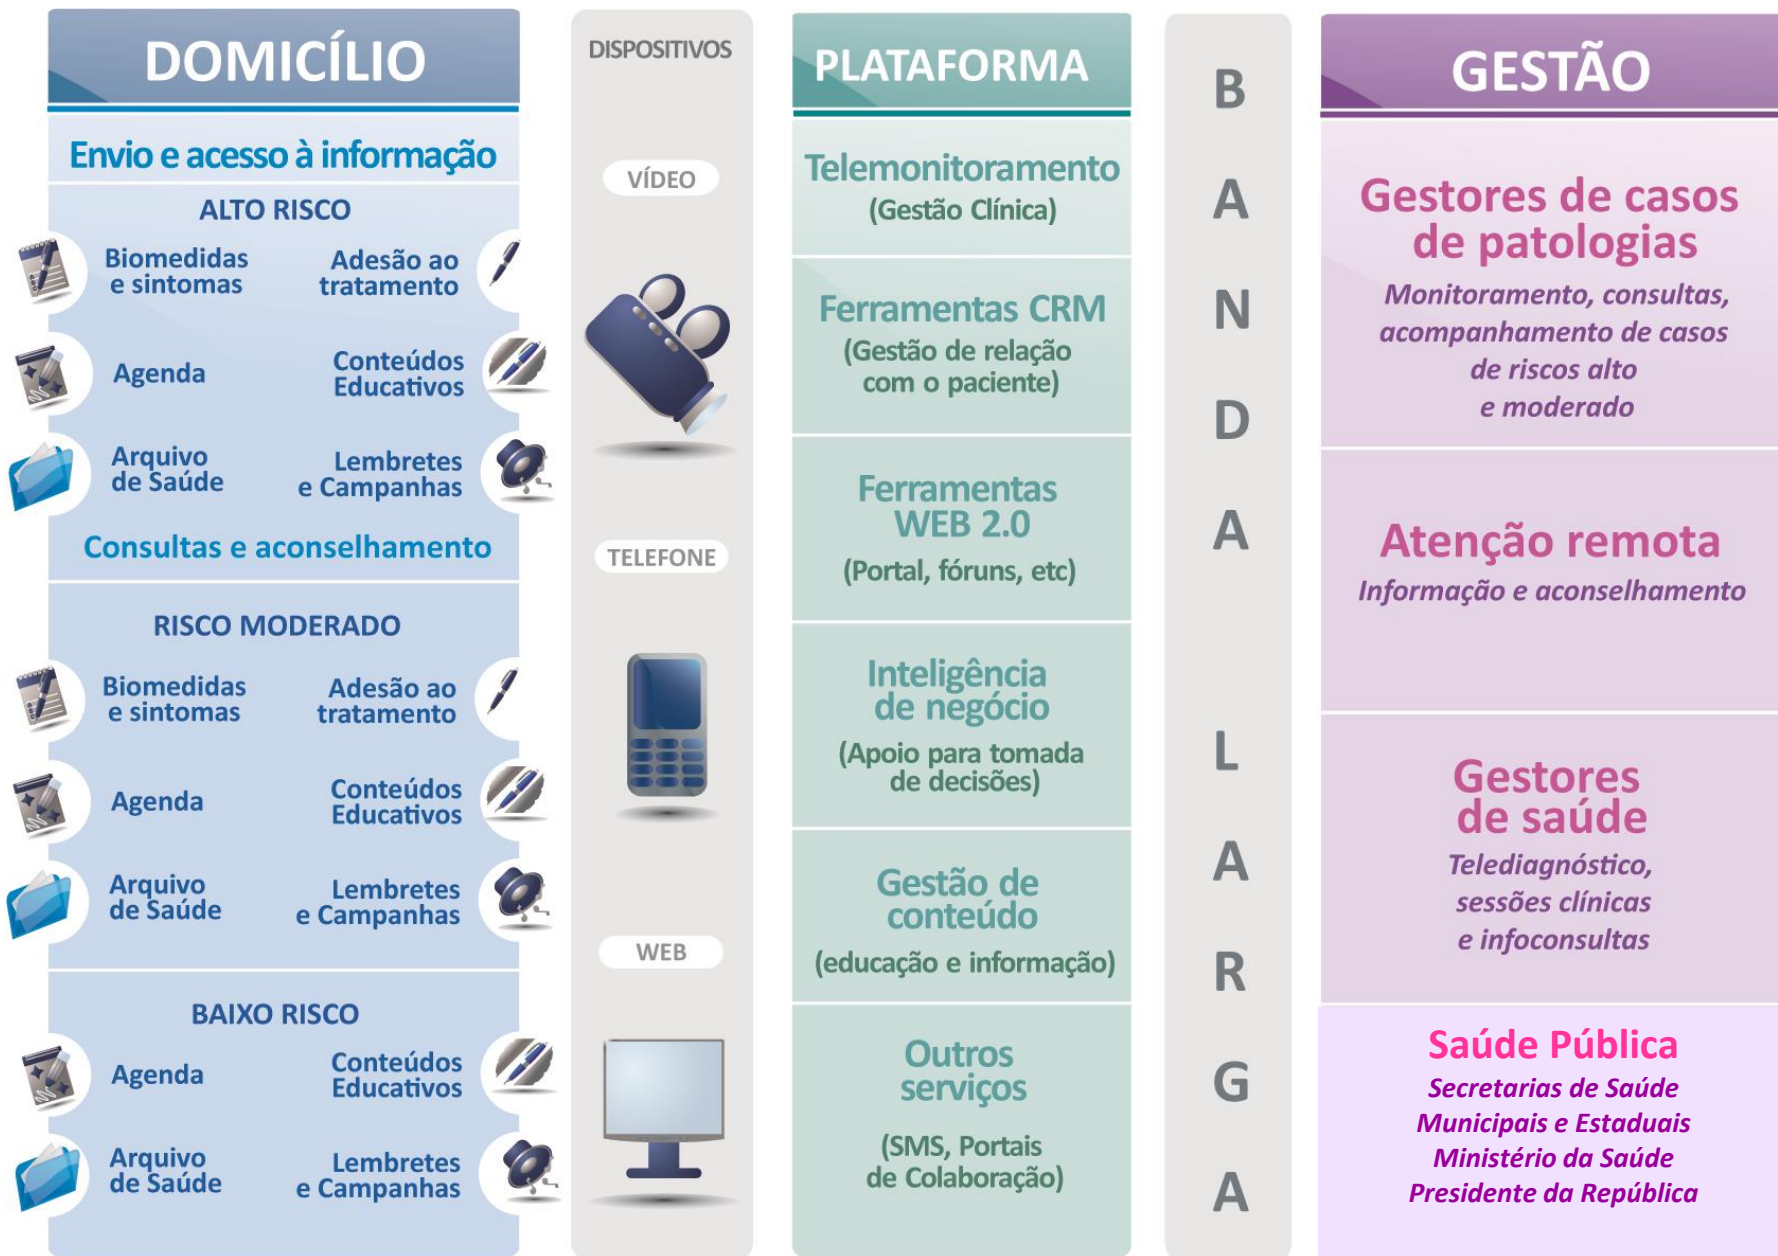 DOMICÍLIO
Envio e acesso à informação
ALTO RISCO
Biomedidas
e sintomas
Adesão ao
tratamento
Agenda
Conteúdos
Educativos
Arquivo
de Saúde
Lembretes
e Campanhas
Consultas e aconselhamento
RISCO MODERADO
Biomedidas
e sintomas
Adesão ao
tratamento
Agenda
Conteúdos
Educativos
Arquivo
de Saúde
Lembretes
e Campanhas
BAIXO RISCO
Agenda
Conteúdos
Educativos
Arquivo
de Saúde
Lembretes
e Campanhas
DISPOSITIVOS
VÍDEO
TELEFONE
WEB
PLATAFORMA
Telemonitoramento
(Gestão Clínica)
Ferramentas CRM
(Gestão de relação
com o paciente)
Ferramentas
WEB 2.0
(Portal, fóruns, etc)
Inteligência
de negócio
(Apoio para tomada
de decisões)
Gestão de
conteúdo
(educação e informação)
Outros
serviços
(SMS, Portais
de Colaboração)
B
A
N
D
A
L
A
R
G
A
GESTÃO
Gestores de casos
de patologias
Monitoramento, consultas,
acompanhamento de casos
de riscos alto
e moderado
Atenção remota
Informação e aconselhamento
Gestores
de saúde
Telediagnóstico,
sessões clínicas
e infoconsultas
Saúde Pública
Secretarias de Saúde
Municipais e Estaduais
Ministério da Saúde
Presidente da República